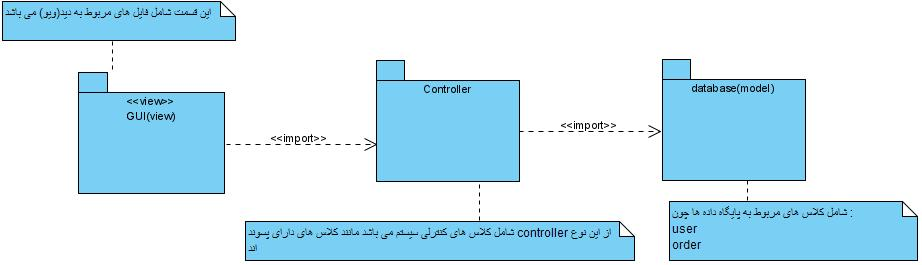 این قسمت شامل فایل های مربوط به دید(ویو) می باشد
<<view>>
GUI(view)
<<import>>
Controller
<<import>>
database(model)
شامل کلاس های کنترلی سیستم می باشد مانند کلاس های دارای پسوند controller از این نوع
اند
شامل کلاس های مربوط به پایگاه داده ها چون :
user
order